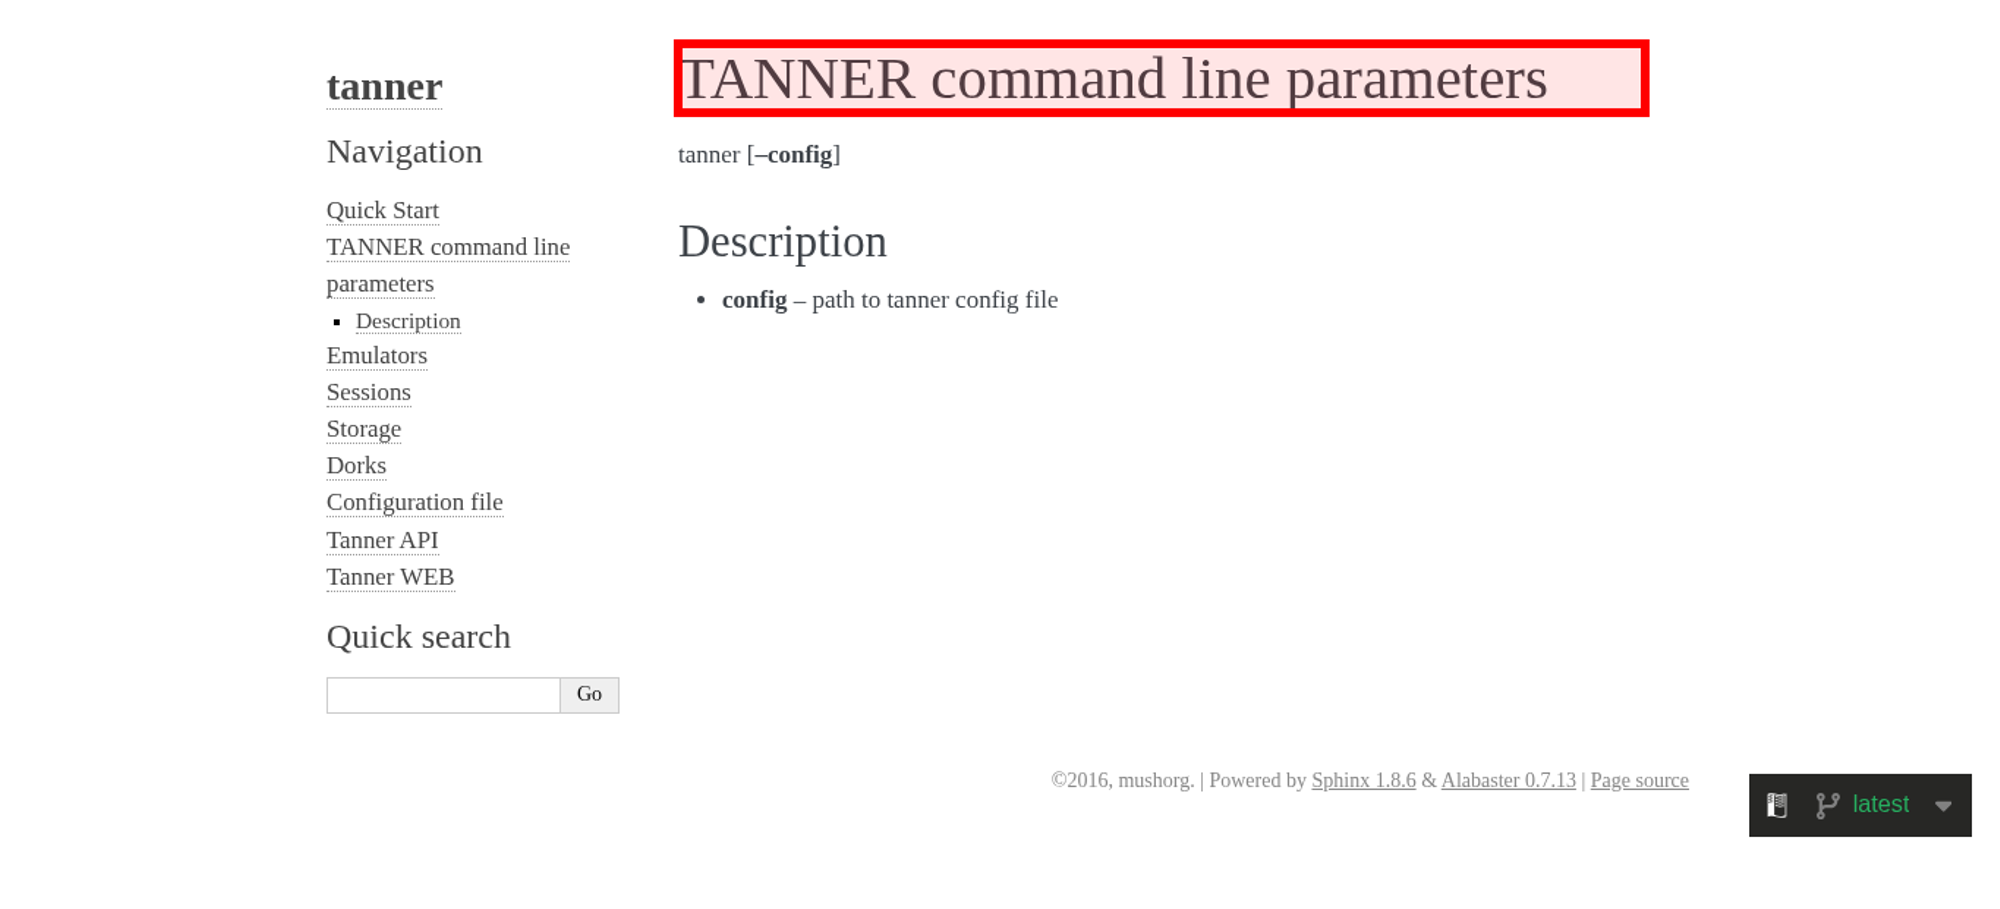 tanner
Navigation
Quick Start
TANNER command line
parameters
Description
Emulators
Sessions
Storage
Dorks
Configuration file
Tanner API
Tanner WEB
Quick search
Go
TANNER command line parameters
tanner [–config]
Description
config – path to tanner config file
©2016, mushorg. | Powered by Sphinx 1.8.6 & Alabaster 0.7.13 | Page source
latest